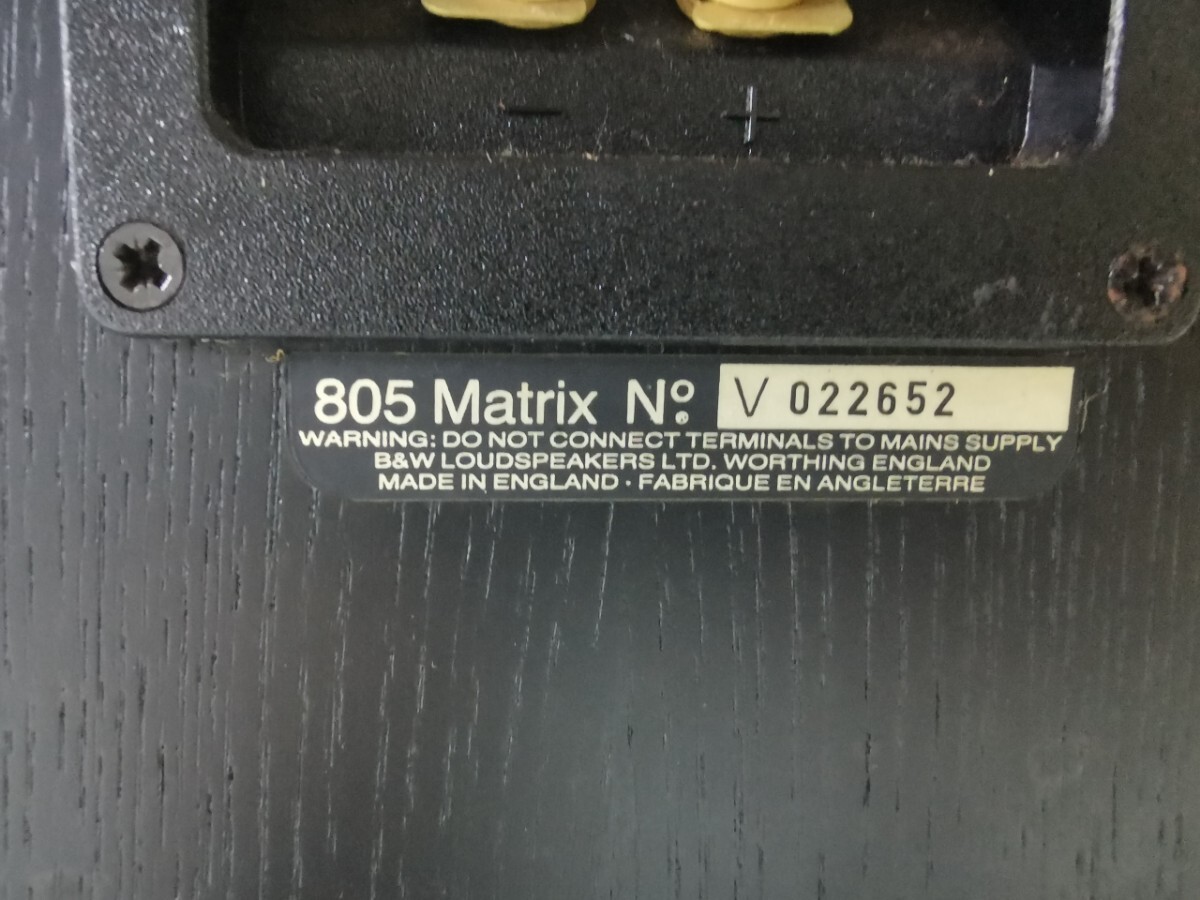 - +
805 Matrix Nº. V 022652
WARNING: DO NOT CONNECT TERMINALS TO MAINS SUPPLY
B&W LOUDSPEAKERS LTD. WORTHING ENGLAND
MADE IN ENGLAND · FABRIQUE EN ANGLETERRE